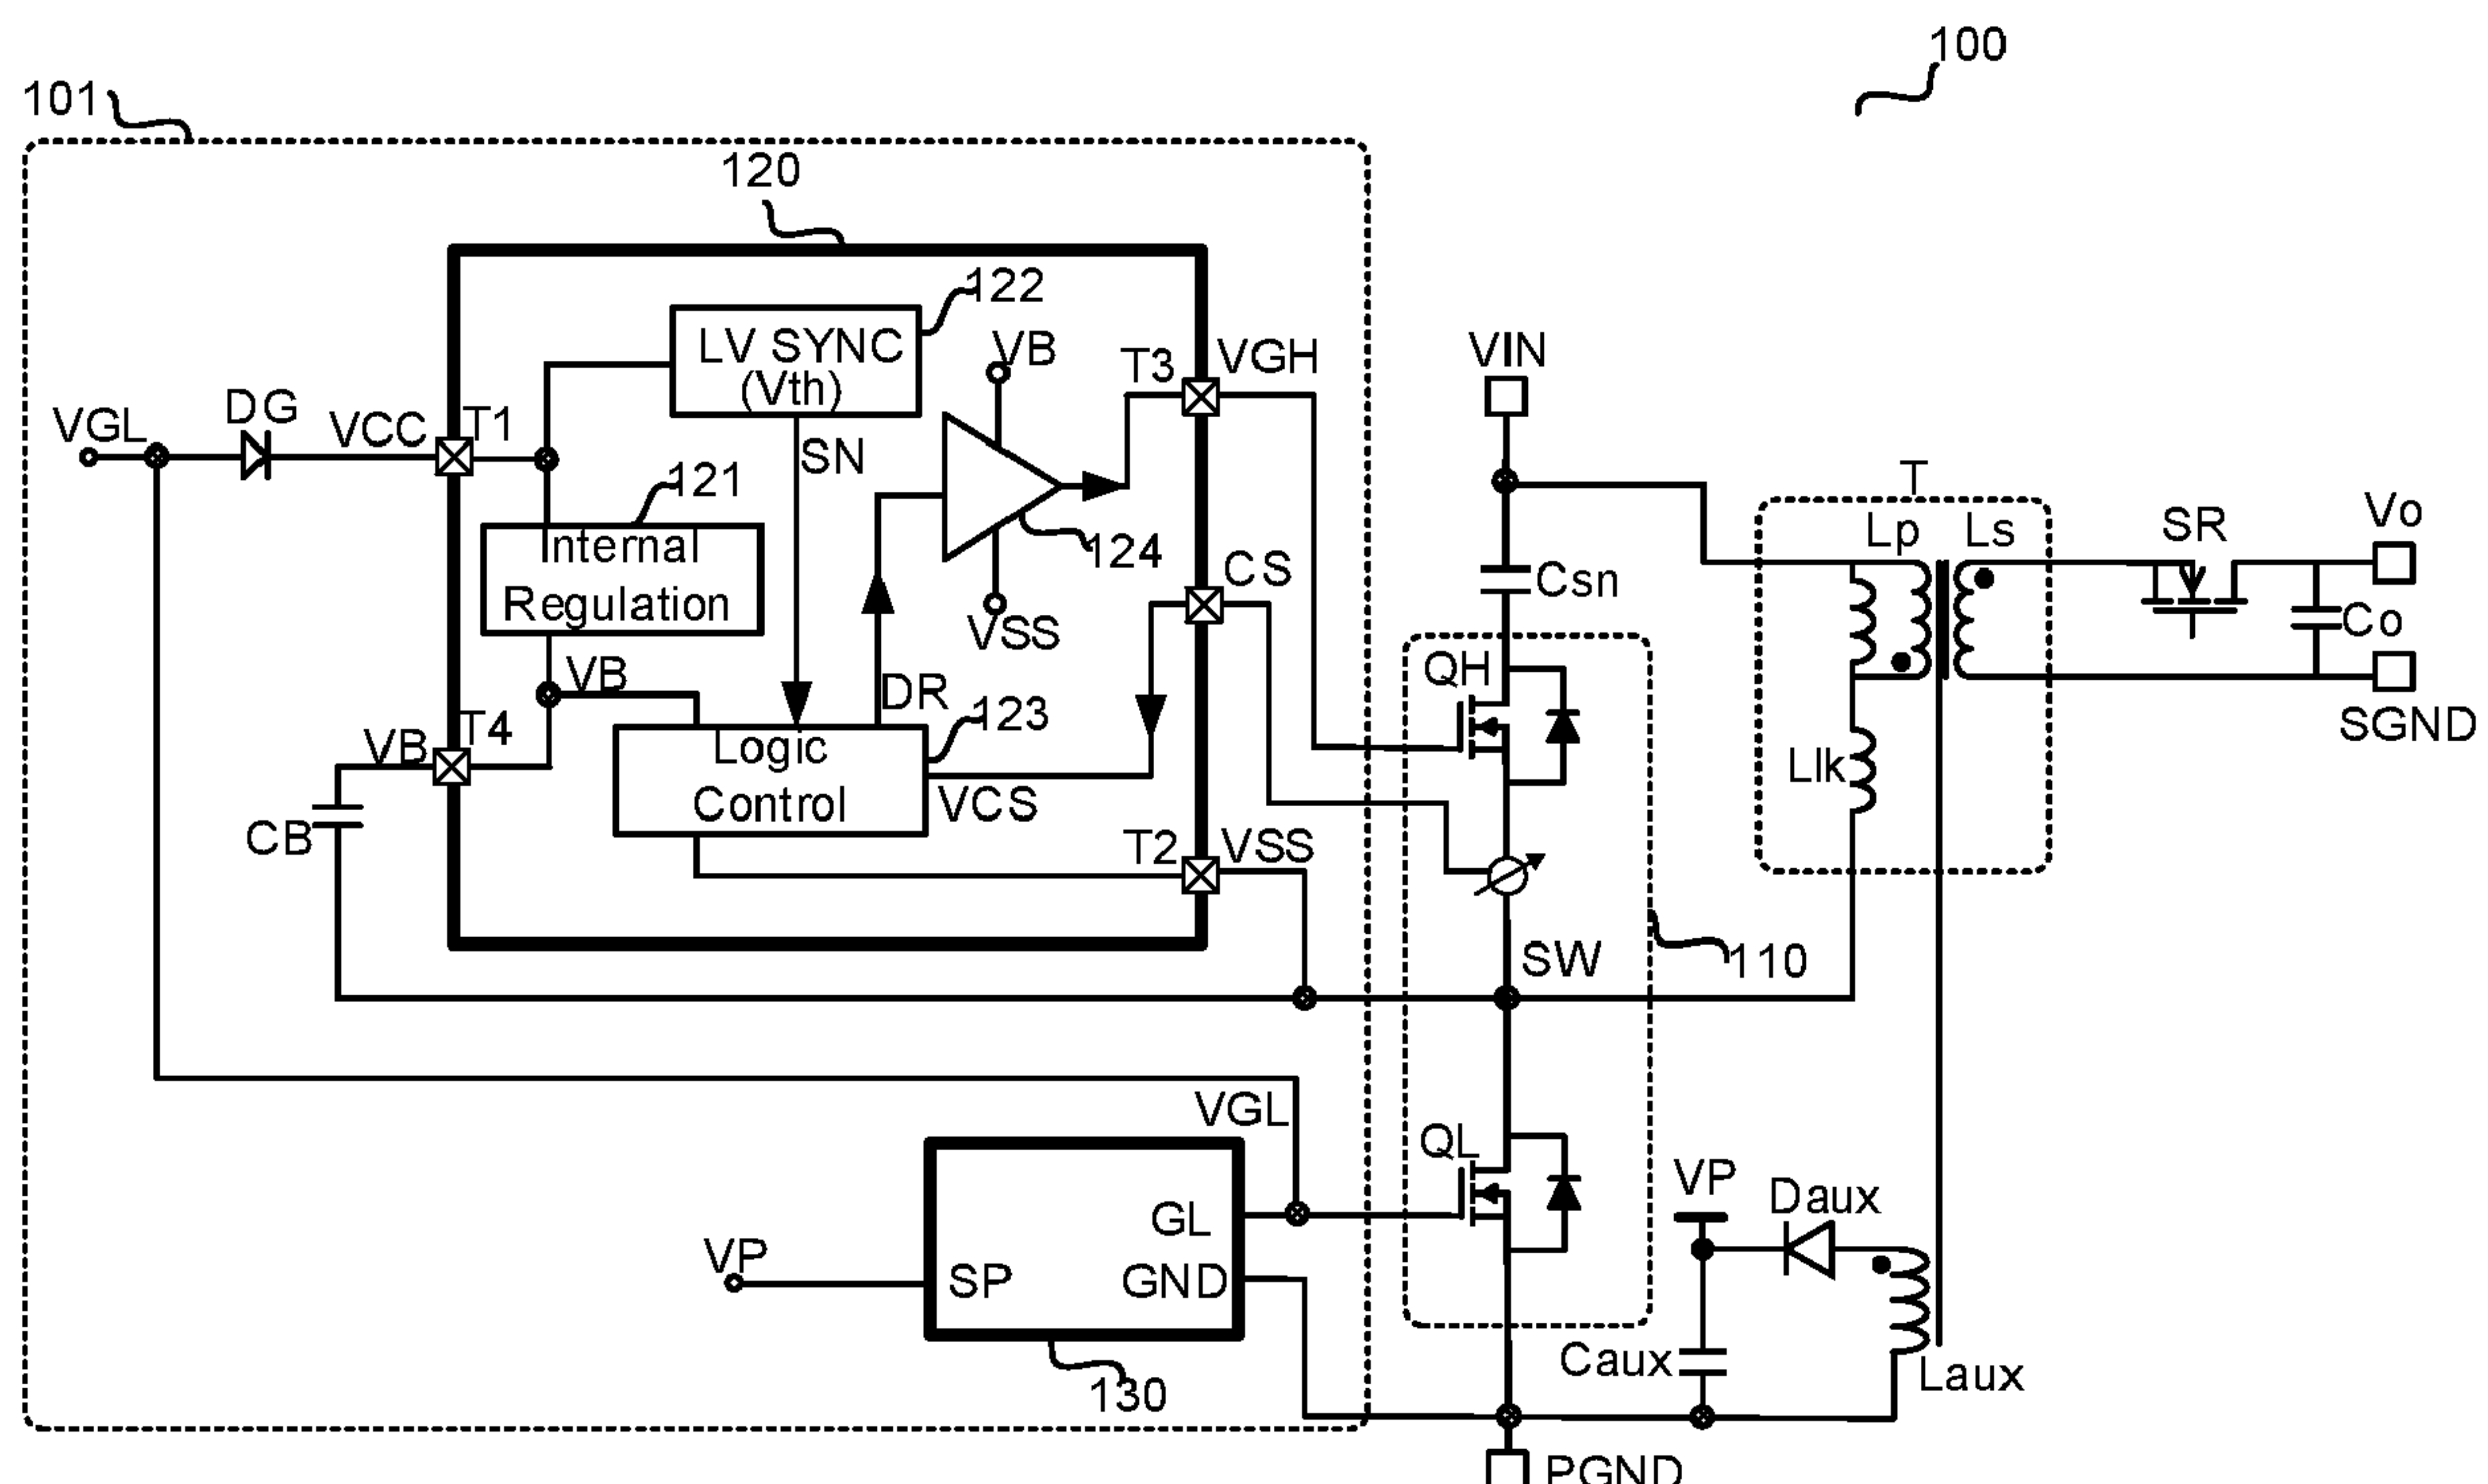 100
101
120
122
LV SYNC
(Vth)
VB
T3
VGH
VIN
VGL
DG
VCC
T1
SN
121
Internal
Regulation
124
VSS
CS
Csn
T
Lp
Ls
SR
Vo
Co
SGND
VB
DR
123
QH
VB
T4
Logic
Control
VCS
Llk
CB
T2
VSS
SW
110
VGL
QL
VP
Daux
GL
VP
SP
GND
Caux
Laux
130
PGND